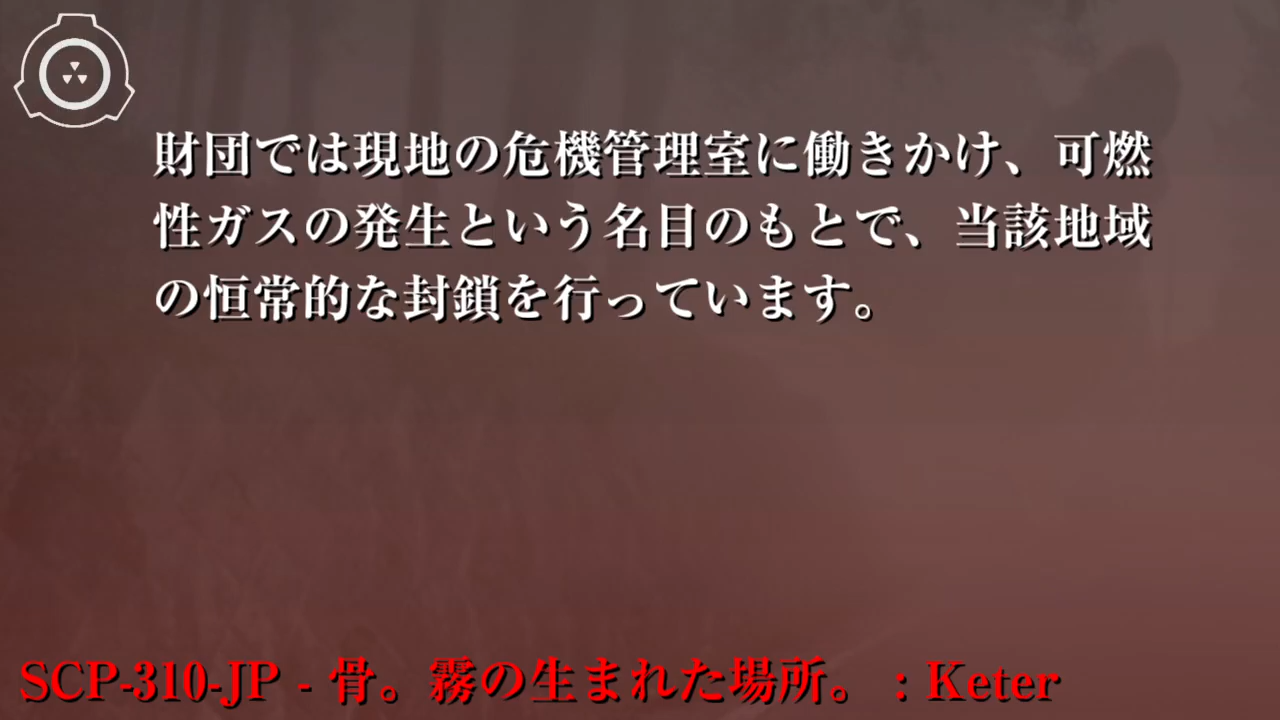 財団では現地の危機管理室に働きかけ、可燃
性ガスの発生という名目のもとで、当該地域
の恒常的な封鎖を行っています。
SCP-310-JP - 骨。霧の生まれた場所。 : Keter